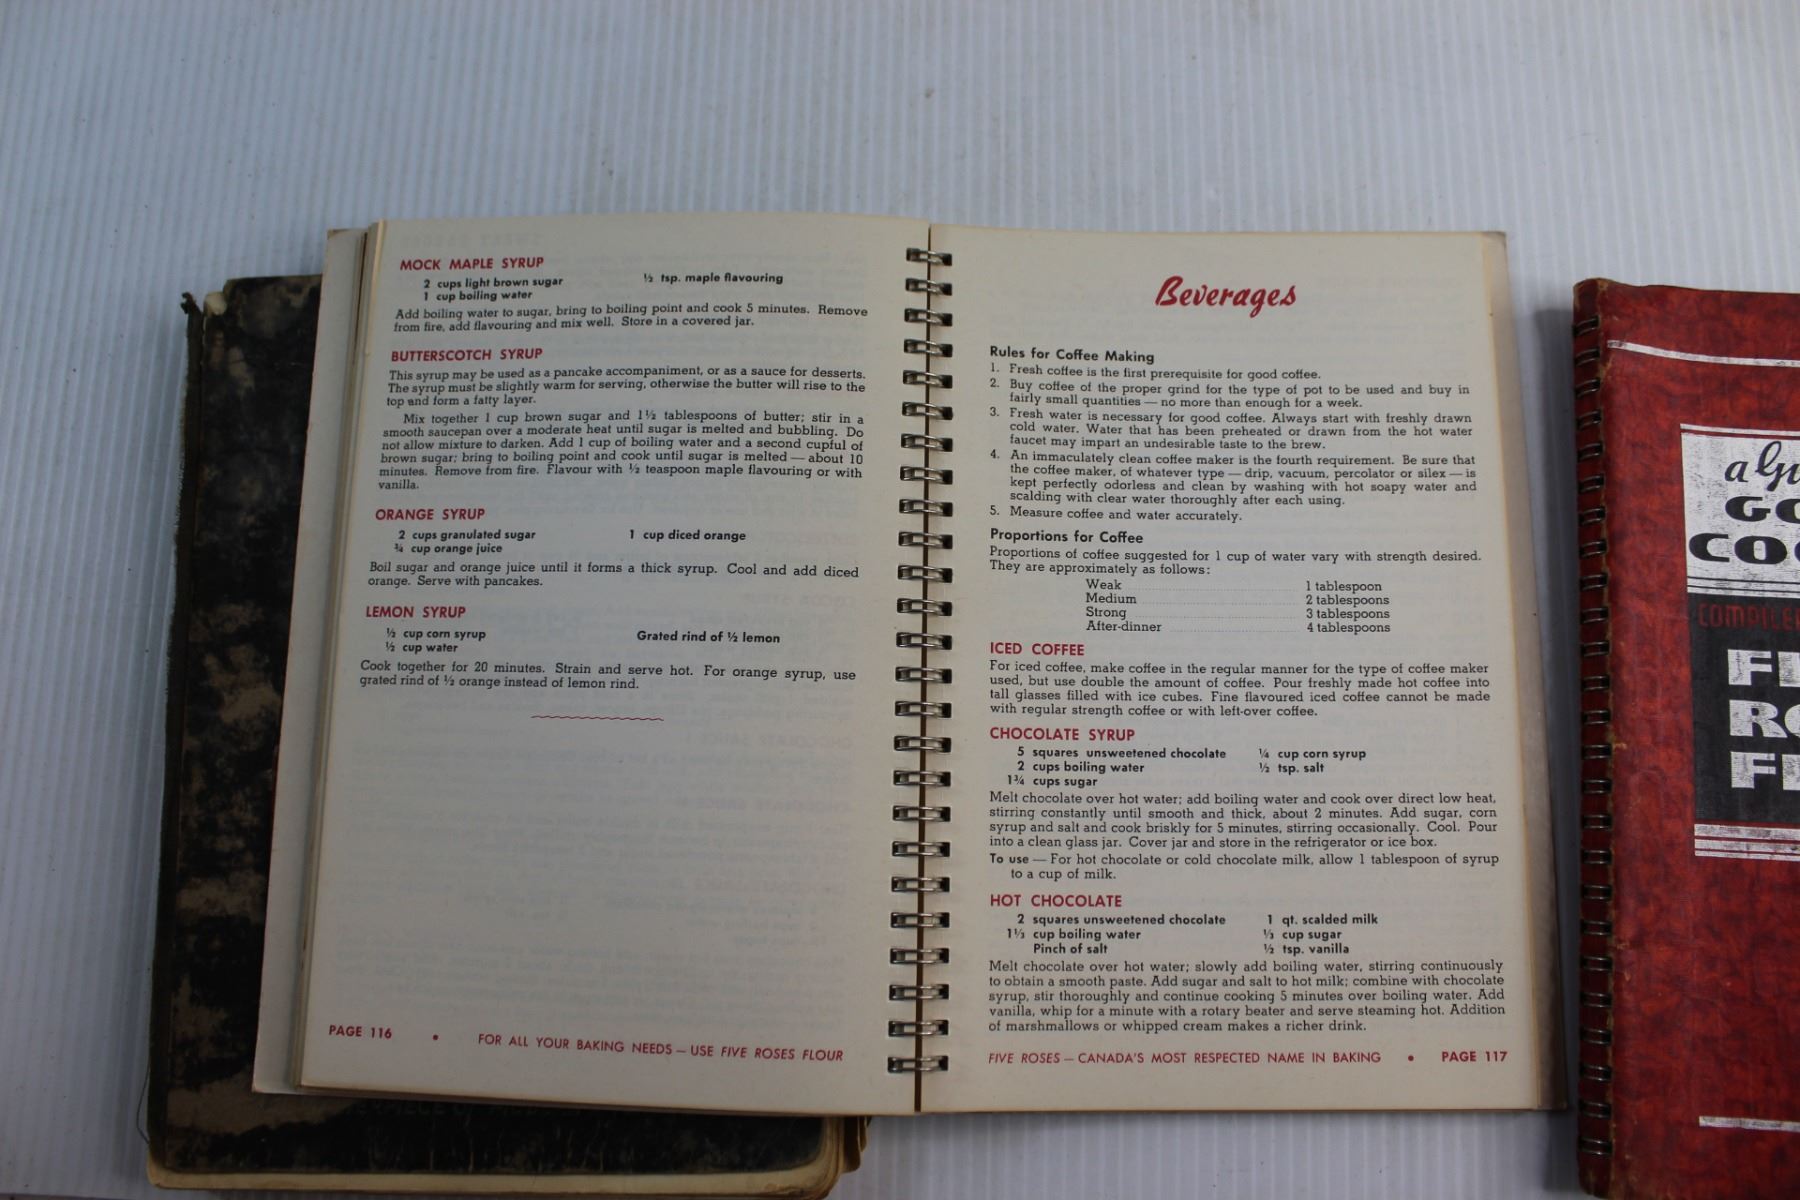 MOCK MAPLE SYRUP
2 cups light brown sugar ½ tsp. maple flavouring
1 cup boiling water
Add boiling water to sugar, bring to boiling point and cook 5 minutes. Remove
from fire, add flavouring and mix well. Store in a covered jar.
BUTTERSCOTCH SYRUP
This syrup may be used as a pancake accompaniment, or as a sauce for desserts.
The syrup must be slightly warm for serving, otherwise the butter will rise to the
top and form a fatty layer.
Mix together 1 cup brown sugar and 1½ tablespoons of butter; stir in a
smooth saucepan over a moderate heat until sugar is melted and bubbling. Do
not allow mixture to darken. Add 1 cup of boiling water and a second cupful of
brown sugar; bring to boiling point and cook until sugar is melted — about 10
minutes. Remove from fire. Flavour with ½ teaspoon maple flavouring or with
vanilla.
ORANGE SYRUP
2 cups granulated sugar 1 cup diced orange
¾ cup orange juice
Boil sugar and orange juice until it forms a thick syrup. Cool and add diced
orange. Serve with pancakes.
LEMON SYRUP
½ cup corn syrup Grated rind of ½ lemon
½ cup water
Cook together for 20 minutes. Strain and serve hot. For orange syrup, use
grated rind of ½ orange instead of lemon rind.
PAGE 116 • FOR ALL YOUR BAKING NEEDS — USE FIVE ROSES FLOUR
Beverages
Rules for Coffee Making
1. Fresh coffee is the first prerequisite for good coffee.
2. Buy coffee of the proper grind for the type of pot to be used and buy in
fairly small quantities — no more than enough for a week.
3. Fresh water is necessary for good coffee. Always start with freshly drawn
cold water. Water that has been preheated or drawn from the hot water
faucet may impart an undesirable taste to the brew.
4. An immaculately clean coffee maker is the fourth requirement. Be sure that
the coffee maker, of whatever type — drip, vacuum, percolator or silex — is
kept perfectly odorless and clean by washing with hot soapy water and
scalding with clear water thoroughly after each using.
5. Measure coffee and water accurately.
Proportions for Coffee
Proportions of coffee suggested for 1 cup of water vary with strength desired.
They are approximately as follows:
Weak 1 tablespoon
Medium 2 tablespoons
Strong 3 tablespoons
After-dinner 4 tablespoons
ICED COFFEE
For iced coffee, make coffee in the regular manner for the type of coffee maker
used, but use double the amount of coffee. Pour freshly made hot coffee into
tall glasses filled with ice cubes. Fine flavoured iced coffee cannot be made
with regular strength coffee or with left-over coffee.
CHOCOLATE SYRUP
5 squares unsweetened chocolate ¼ cup corn syrup
2 cups boiling water ½ tsp. salt
1¾ cups sugar
Melt chocolate over hot water; add boiling water and cook over direct low heat,
stirring constantly until smooth and thick, about 2 minutes. Add sugar, corn
syrup and salt and cook briskly for 5 minutes, stirring occasionally. Cool. Pour
into a clean glass jar. Cover jar and store in the refrigerator or ice box.
To use — For hot chocolate or cold chocolate milk, allow 1 tablespoon of syrup
to a cup of milk.
HOT CHOCOLATE
2 squares unsweetened chocolate 1 qt. scalded milk
1⅓ cup boiling water ⅓ cup sugar
Pinch of salt ½ tsp. vanilla
Melt chocolate over hot water; slowly add boiling water, stirring continuously
to obtain a smooth paste. Add sugar and salt to hot milk; combine with chocolate
syrup, stir thoroughly and continue cooking 5 minutes over boiling water. Add
vanilla, whip for a minute with a rotary beater and serve steaming hot. Addition
of marshmallows or whipped cream makes a richer drink.
FIVE ROSES — CANADA'S MOST RESPECTED NAME IN BAKING • PAGE 117
a Gu
GO
COO
COMPILE
FI
RO
FL